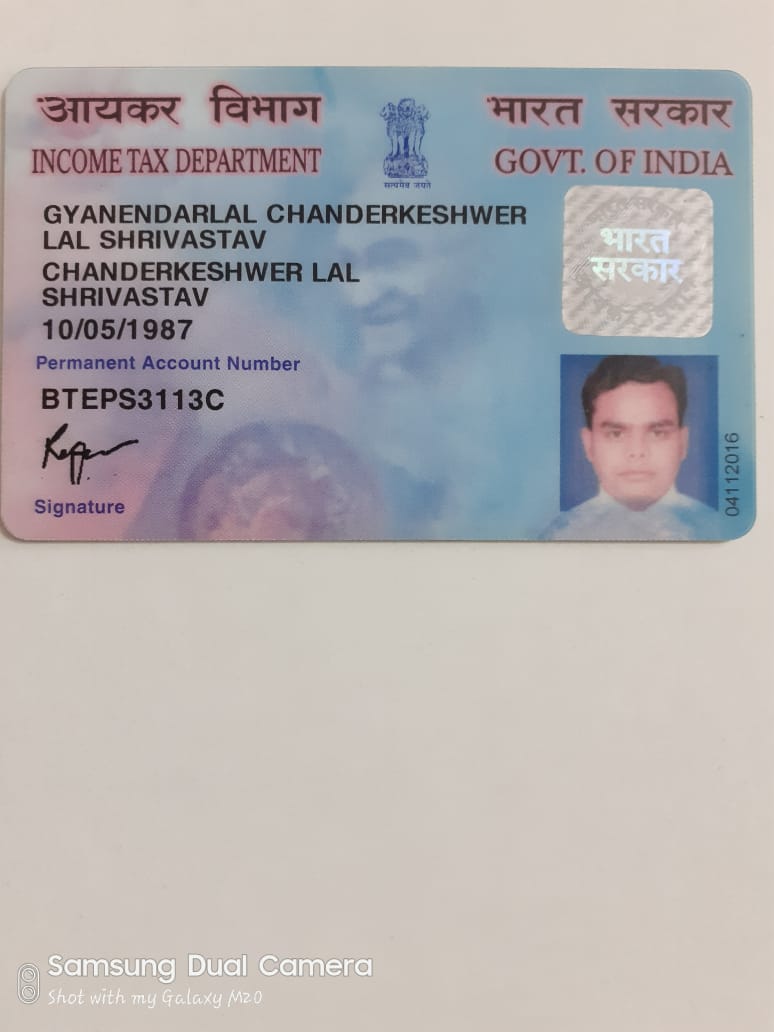 आयकर विभाग
भारत सरकार
INCOME TAX DEPARTMENT
GOVT. OF INDIA
सत्यमेव जयते
GYANENDARLAL CHANDERKESHWER
LAL SHRIVASTAV
CHANDERKESHWER LAL
SHRIVASTAV
10/05/1987
Permanent Account Number
BTEPS3113C
Signature
भारत
सरकार
04112016
Samsung Dual Camera
Shot with my Galaxy M20